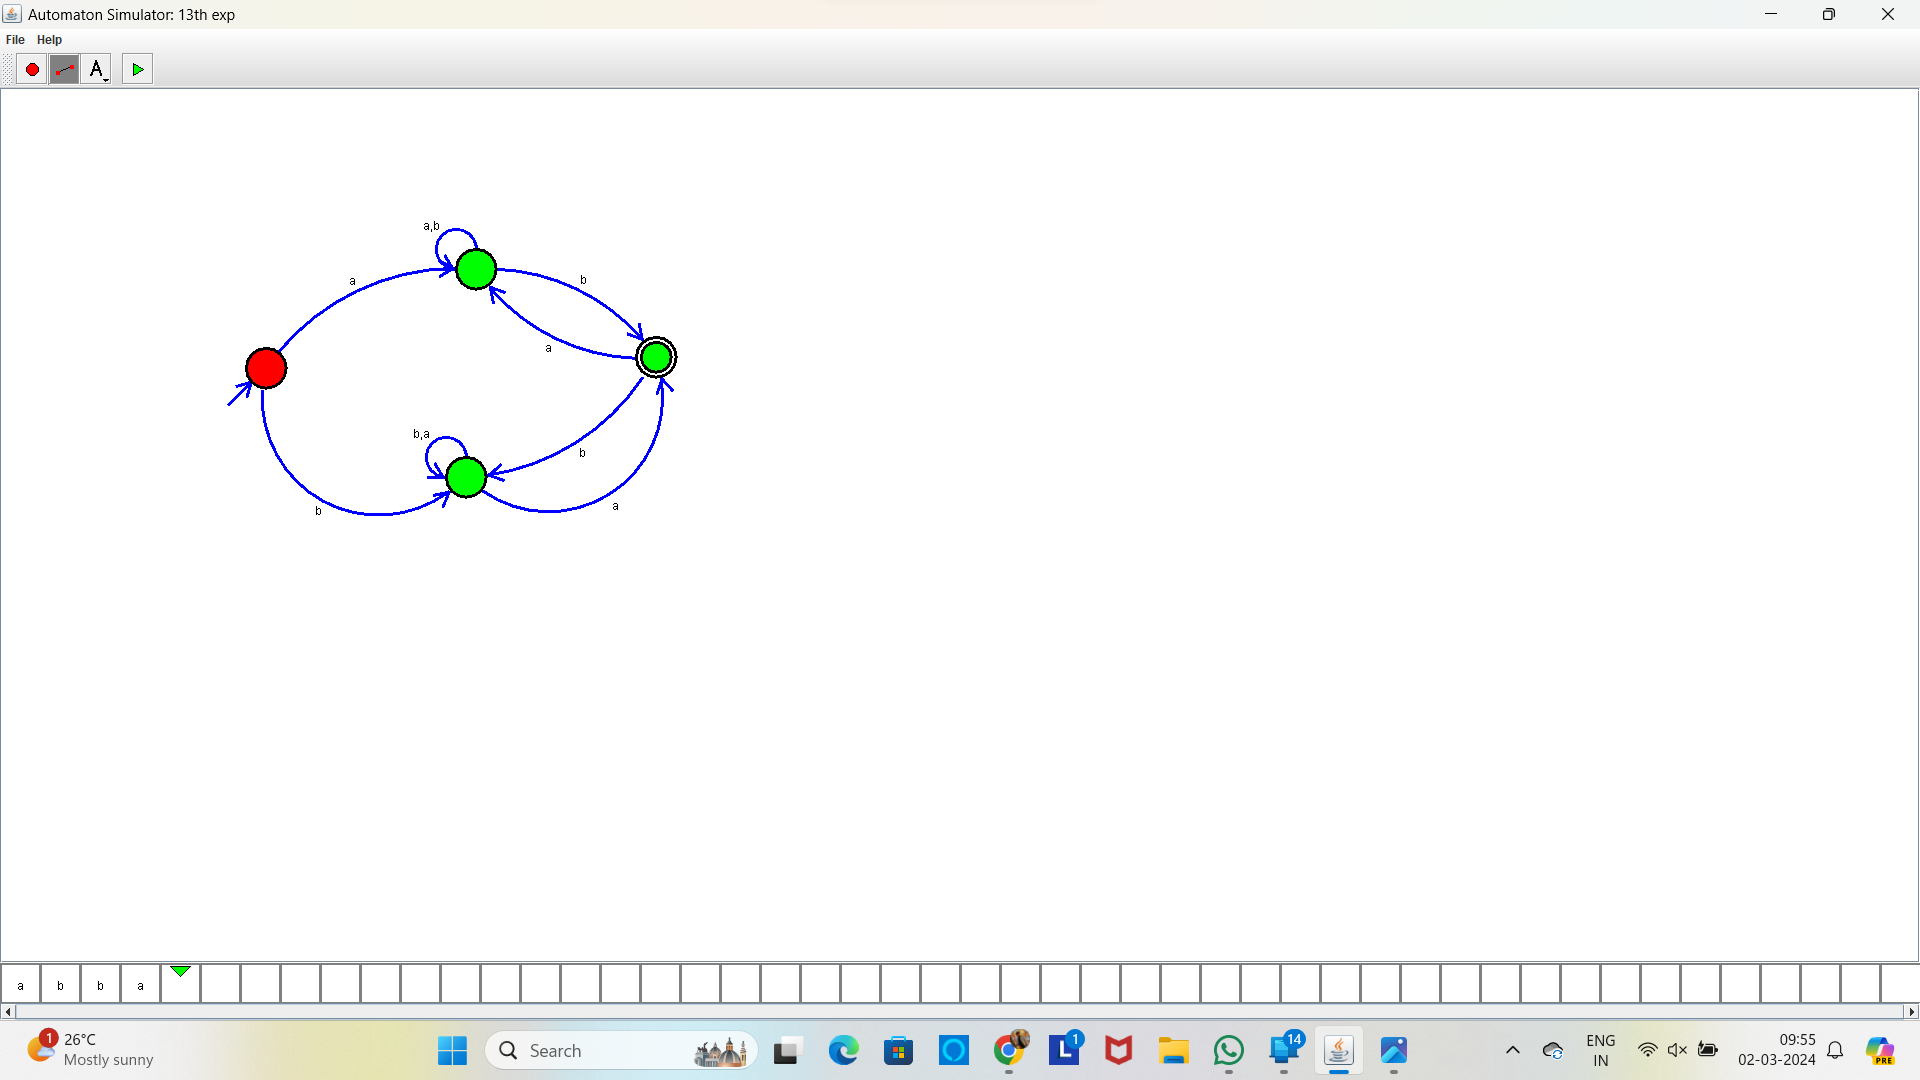 Automaton Simulator: 13th exp
File Help
A
a,b
a
b
a
b,a
b
b
a
a b b a
1
26°C
Mostly sunny
Search
L
1
14
ENG
IN
09:55
02-03-2024
PRE